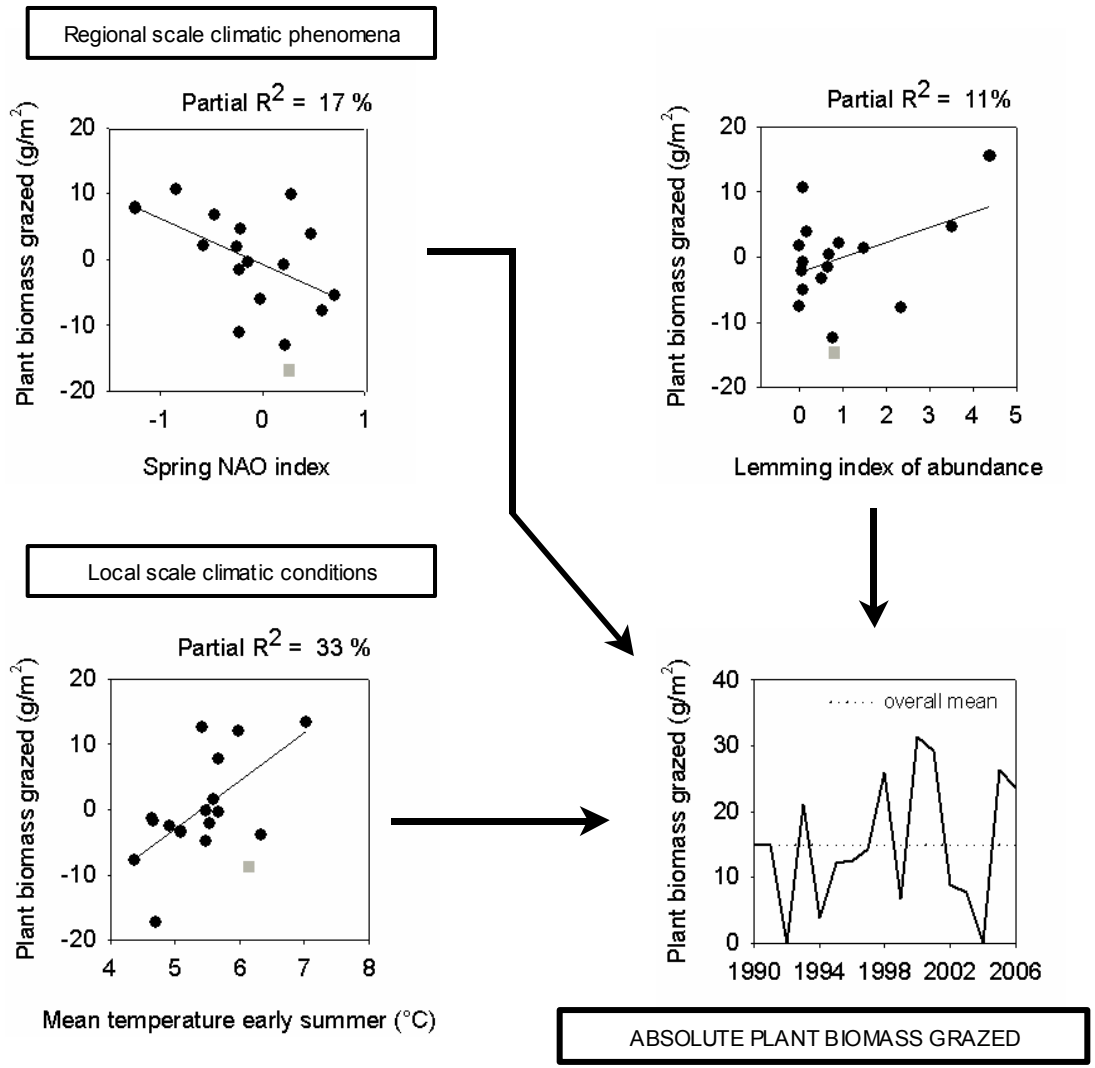 Regional scale climatic phenomena
Partial R2 = 17 %
Plant biomass grazed (g/m2)
20
10
0
-10
-20
-1 0 1
Spring NAO index
Partial R2 = 11%
Plant biomass grazed (g/m2)
20
10
0
-10
-20
0 1 2 3 4 5
Lemming index of abundance
Local scale climatic conditions
Partial R2 = 33 %
Plant biomass grazed (g/m2)
20
10
0
-10
-20
4 5 6 7 8
Mean temperature early summer (°C)
Plant biomass grazed (g/m2)
40
30
20
10
0
overall mean
1990 1994 1998 2002 2006
ABSOLUTE PLANT BIOMASS GRAZED